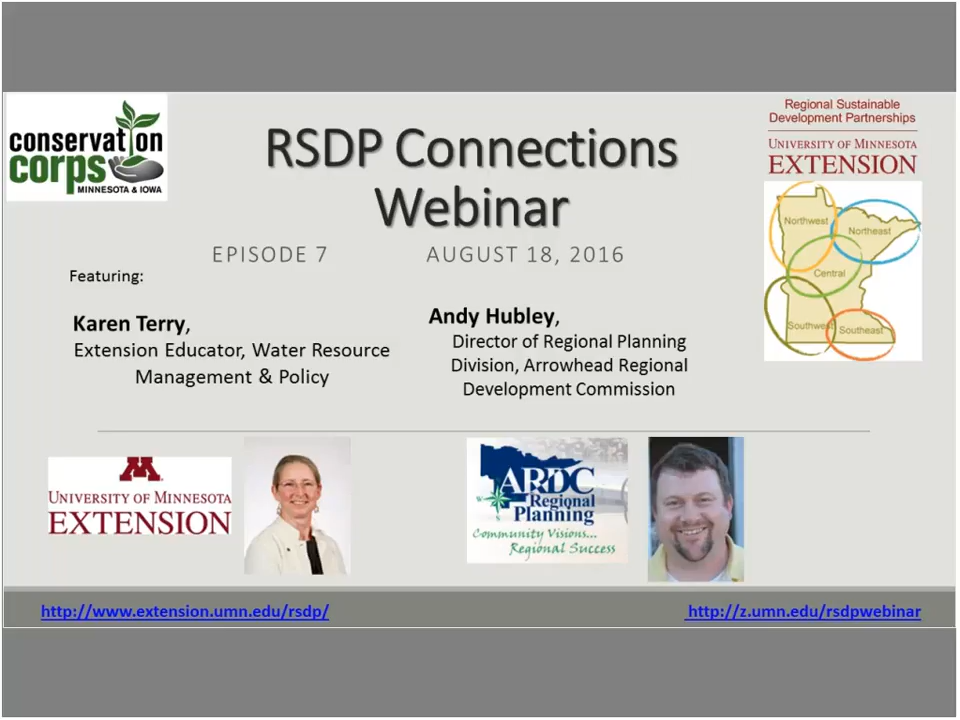 conservation
corps
MINNESOTA & IOWA
RSDP Connections
Webinar
EPISODE 7 AUGUST 18, 2016
Regional Sustainable
Development Partnerships
UNIVERSITY OF MINNESOTA
EXTENSION
Northwest
Northeast
Central
Southwest
Southeast
Featuring:
Karen Terry,
Extension Educator, Water Resource
Management & Policy
Andy Hubley,
Director of Regional Planning
Division, Arrowhead Regional
Development Commission
M
UNIVERSITY OF MINNESOTA
EXTENSION
ARDC
Regional
Planning
Community Visions...
Regional Success
http://www.extension.umn.edu/rsdp/
http://z.umn.edu/rsdpwebinar